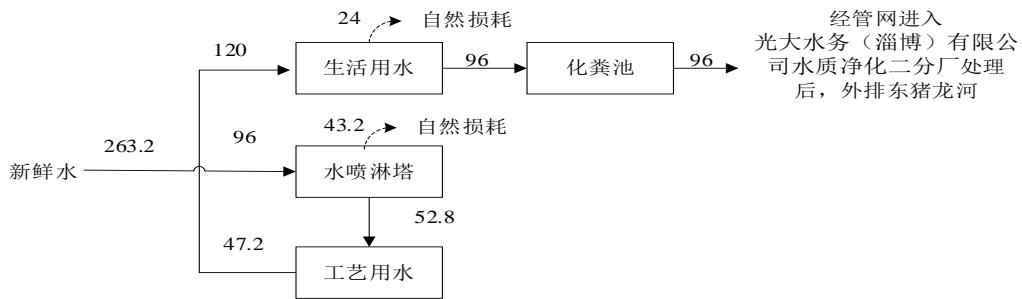 24
自然损耗
120
生活用水
96
化粪池
96
经管网进入
光大水务（淄博）有限公
司水质净化二分厂处理
后，外排东猪龙河
43.2
自然损耗
263.2
96
新鲜水
水喷淋塔
52.8
47.2
工艺用水